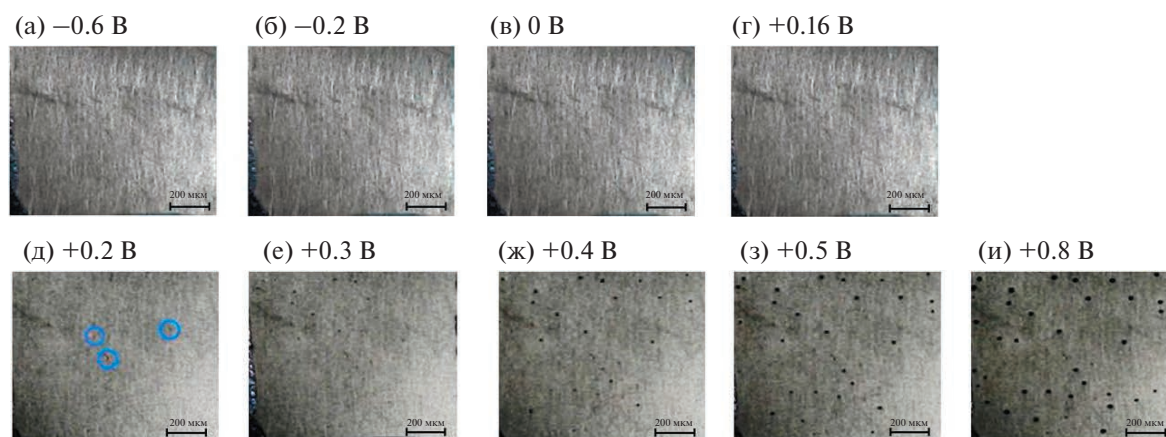 (а) −0.6 В
(б) −0.2 В
(в) 0 В
(г) +0.16 В
200 мкм
200 мкм
200 мкм
200 мкм
(д) +0.2 В
(е) +0.3 В
(ж) +0.4 В
(з) +0.5 В
(и) +0.8 В
200 мкм
200 мкм
200 мкм
200 мкм
200 мкм